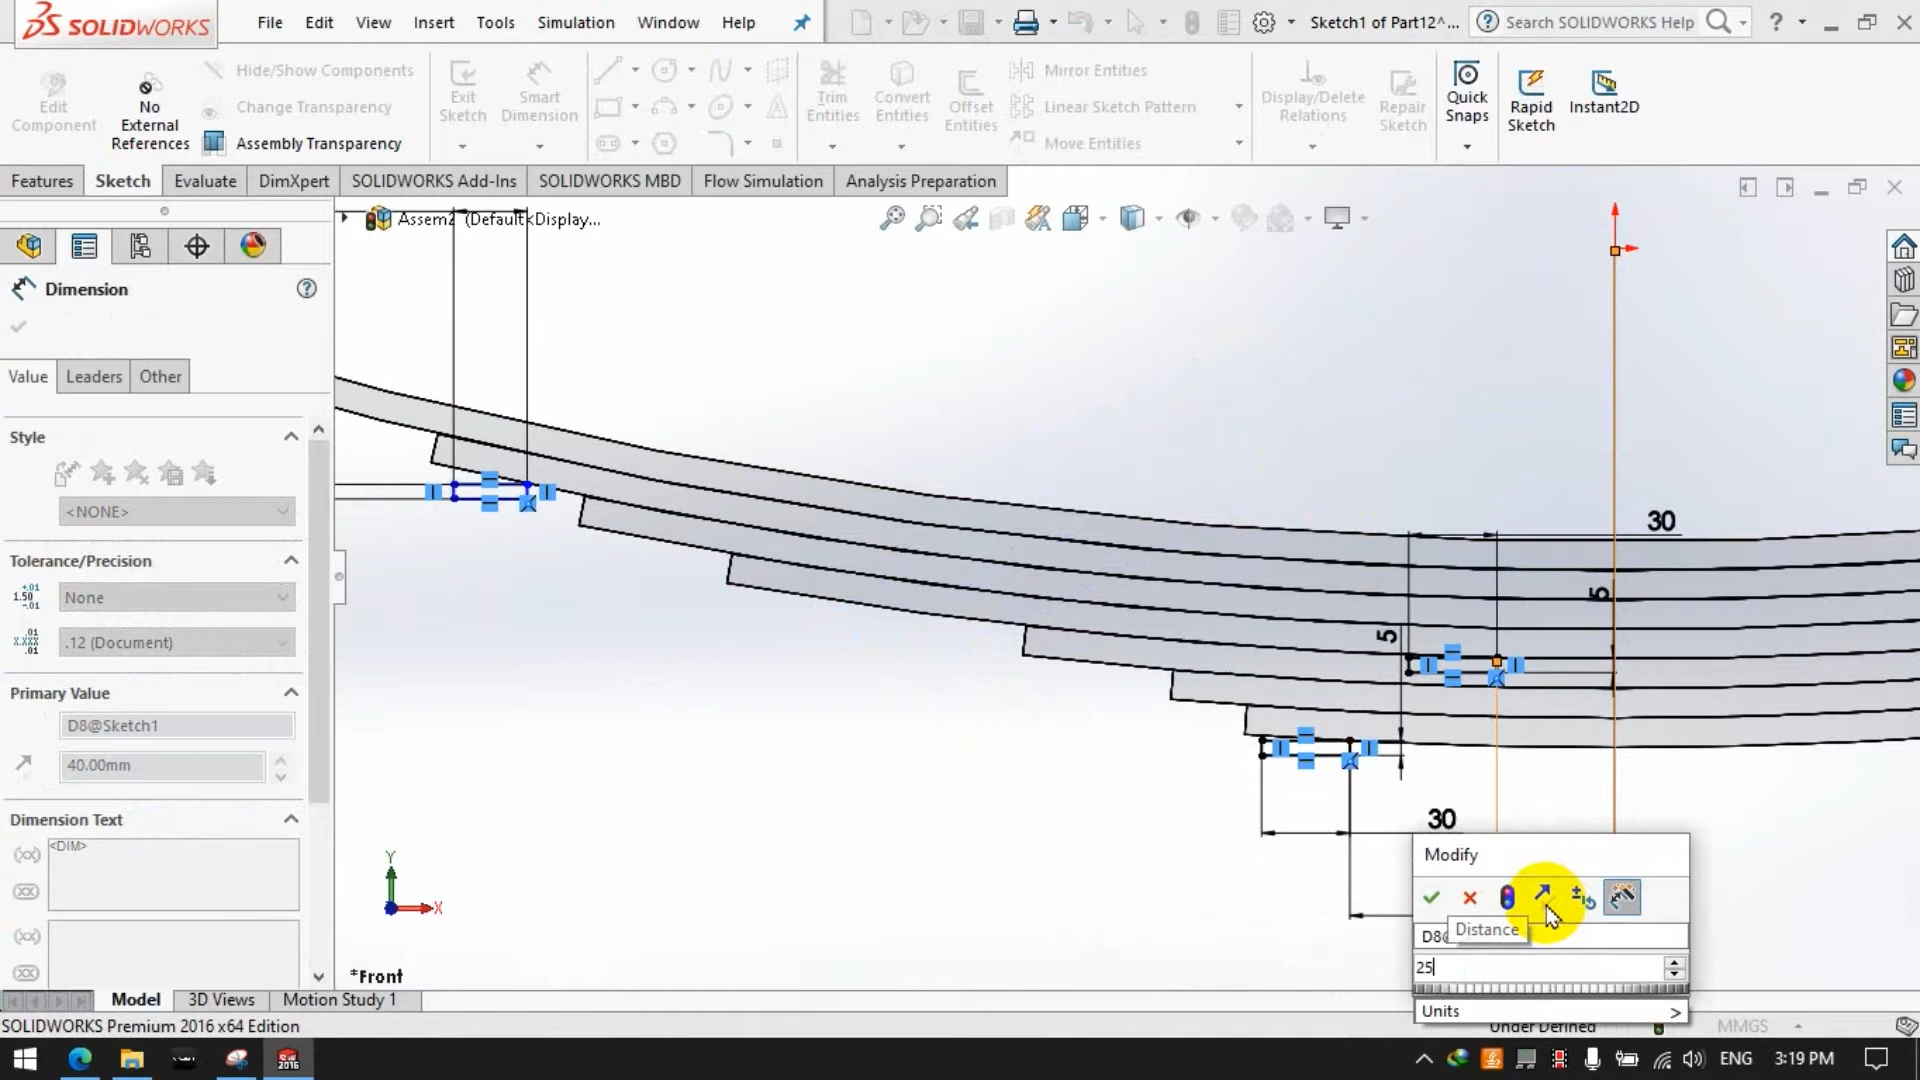 SOLIDWORKS
File Edit View Insert Tools Simulation Window Help
Sketch1 of Part12^...
Search SOLIDWORKS Help
Edit Component
No External References
Hide/Show Components
Change Transparency
Assembly Transparency
Exit Sketch
Smart Dimension
Trim Entities
Convert Entities
Offset Entities
Mirror Entities
Linear Sketch Pattern
Move Entities
Display/Delete Relations
Repair Sketch
Quick Snaps
Rapid Sketch
Instant2D
Features Sketch Evaluate DimXpert SOLIDWORKS Add-Ins SOLIDWORKS MBD Flow Simulation Analysis Preparation
Assem2 (Default<Display...
Dimension
Value Leaders Other
Style
<NONE>
Tolerance/Precision
None
.12 (Document)
Primary Value
D8@Sketch1
40.00mm
Dimension Text
<DIM>
30
5
5
30
Modify
Distance
D8@
25
Units
Y
X
*Front
Model 3D Views Motion Study 1
SOLIDWORKS Premium 2016 x64 Edition
Under Defined
MMGS
ENG
3:19 PM